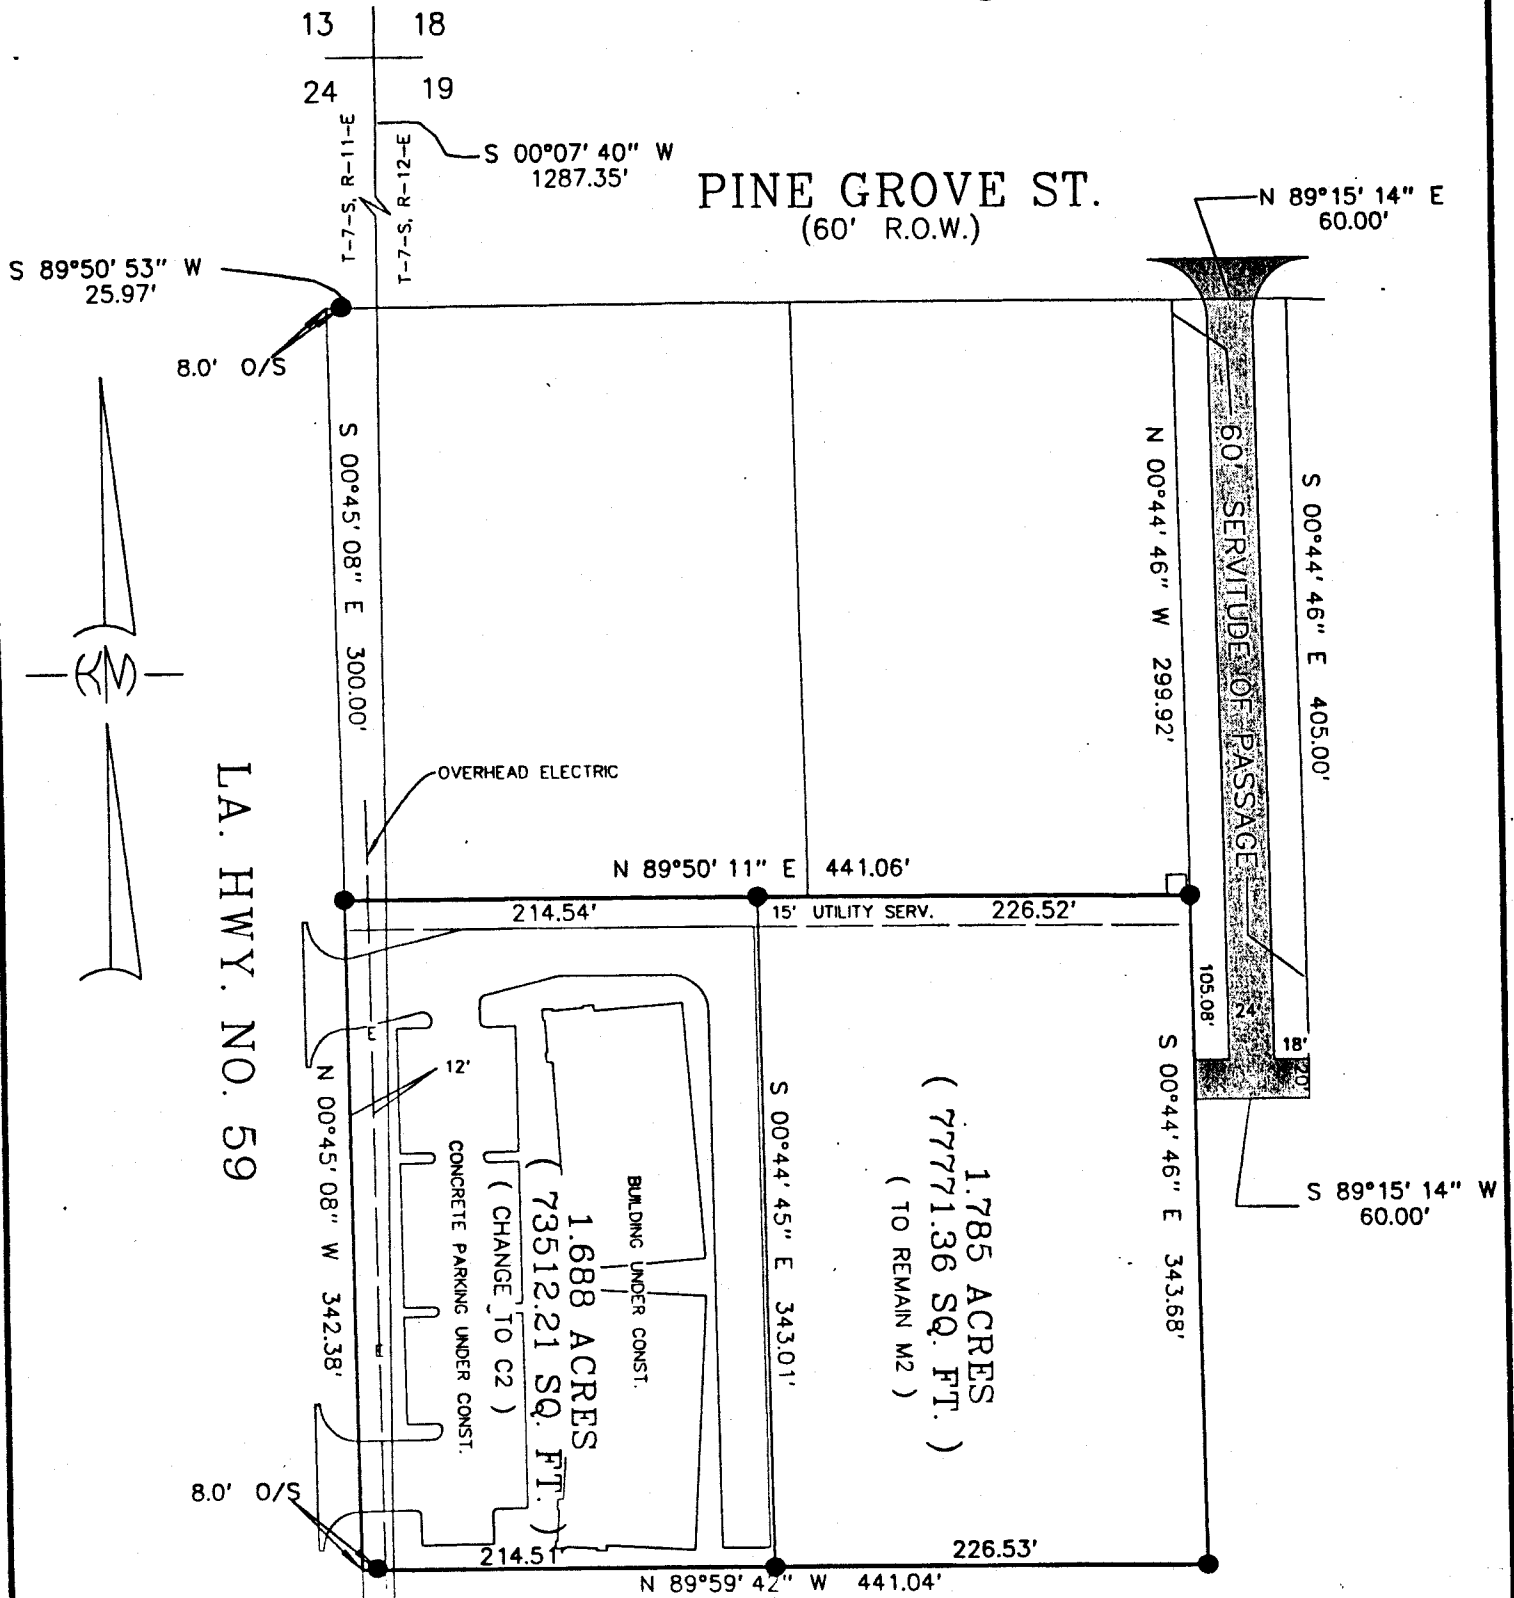 13 18
24 19
T-7-S, R-11-E
T-7-S, R-12-E
S 00°07' 40" W
1287.35'
PINE GROVE ST.
(60' R.O.W.)
N 89°15' 14" E
60.00'
S 89°50' 53" W
25.97'
8.0' O/S
S 00°45' 08" E 300.00'
N 00°44' 46" W 299.92'
60' SERVITUDE OF PASSAGE
S 00°44' 46" E 405.00'
KM
OVERHEAD ELECTRIC
LA. HWY. NO. 59
N 89°50' 11" E 441.06'
214.54'
15' UTILITY SERV.
226.52'
105.08'
24'
18'
20'
E
12'
N 00°45' 08" W 342.38'
CONCRETE PARKING UNDER CONST.
( CHANGE TO C2 )
( 73512.21 SQ. FT. )
1.688 ACRES
BUILDING UNDER CONST.
S 00°44' 45" E 343.01'
( TO REMAIN M2 )
( 77771.36 SQ. FT. )
1.785 ACRES
S 00°44' 46" E 343.68'
S 89°15' 14" W
60.00'
E
8.0' O/S
214.51'
226.53'
N 89°59' 42" W 441.04'